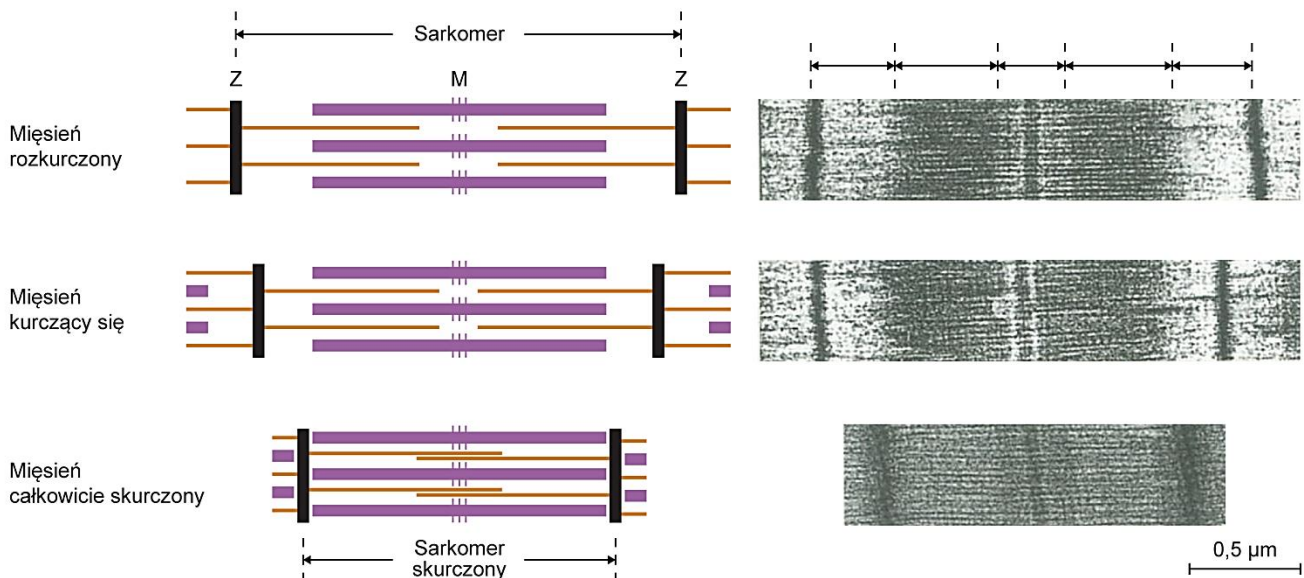 Sarkomer
Z
M
Z
Mięsień
rozkurczony
Mięsień
kurczący się
Mięsień
całkowicie skurczony
Sarkomer
skurczony
0,5 µm